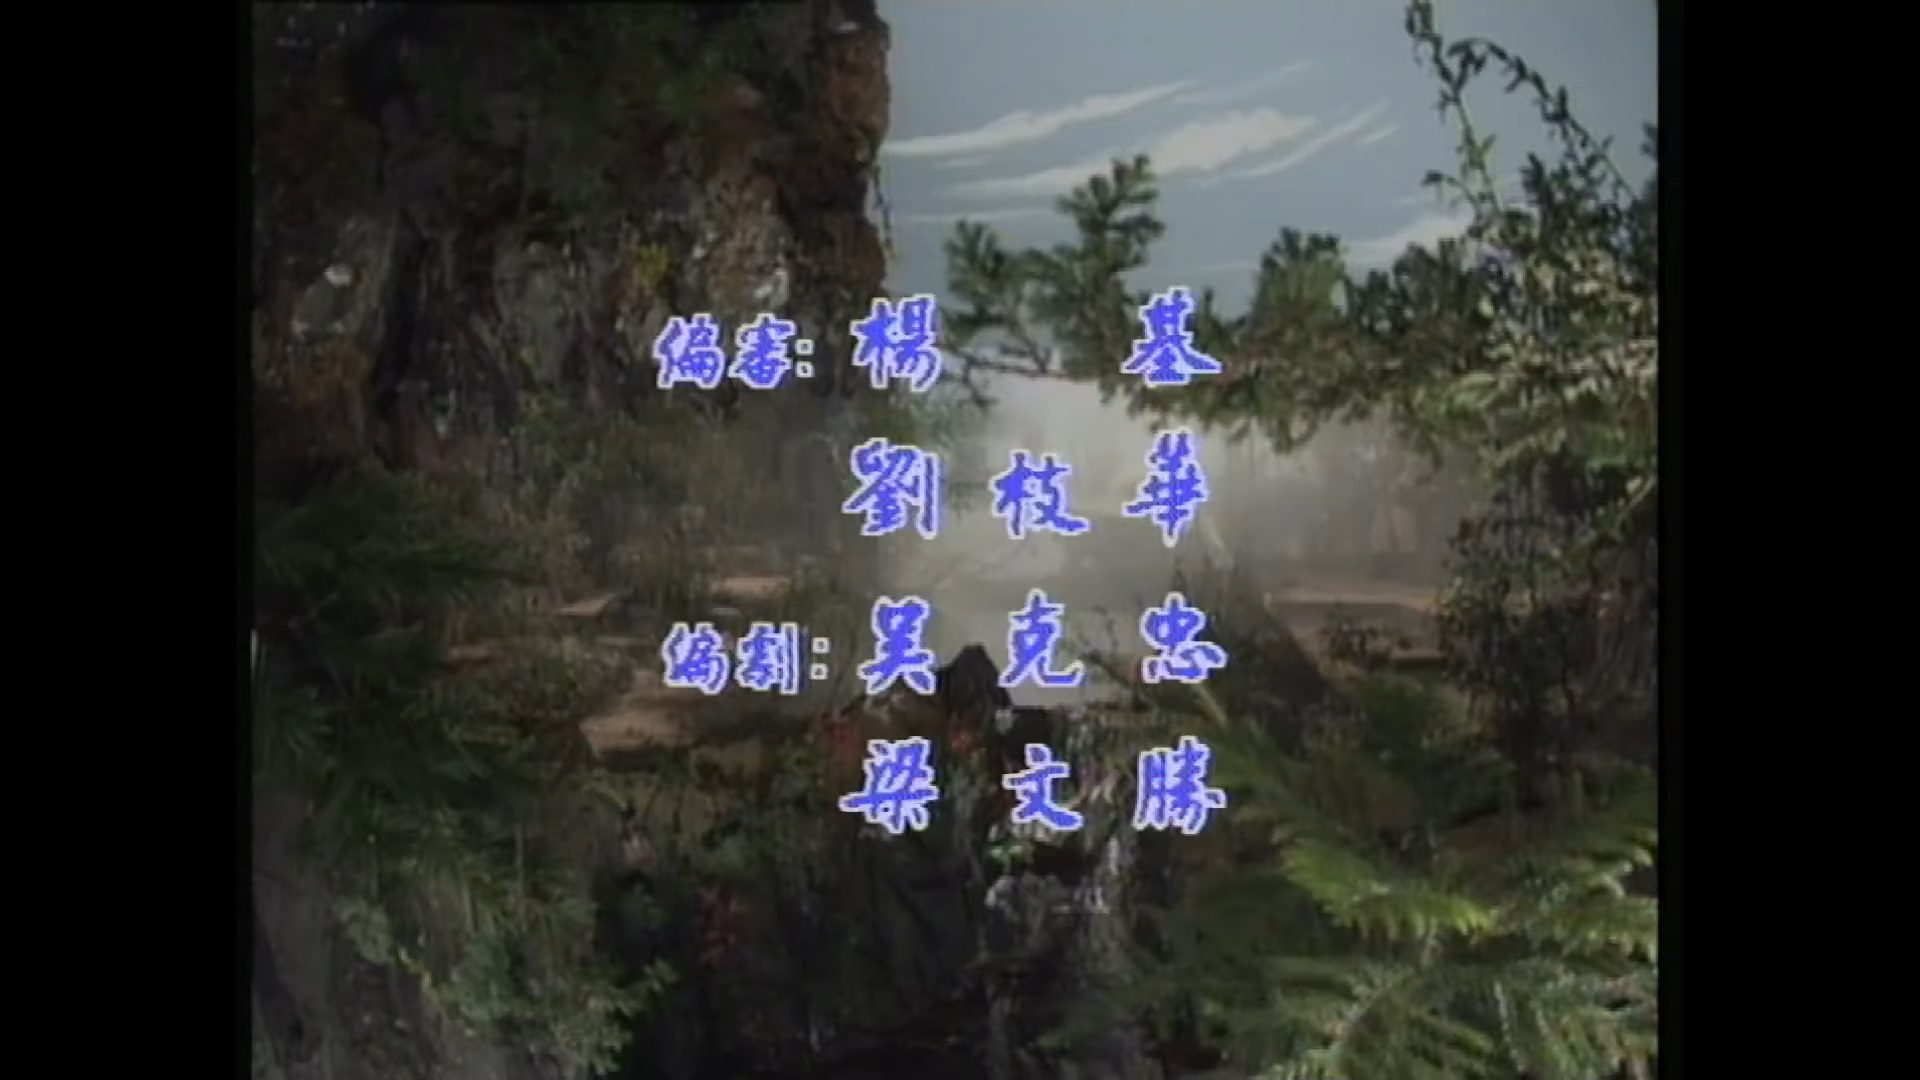 編審: 楊 基
劉枝華
編劇: 吳克忠
梁文勝